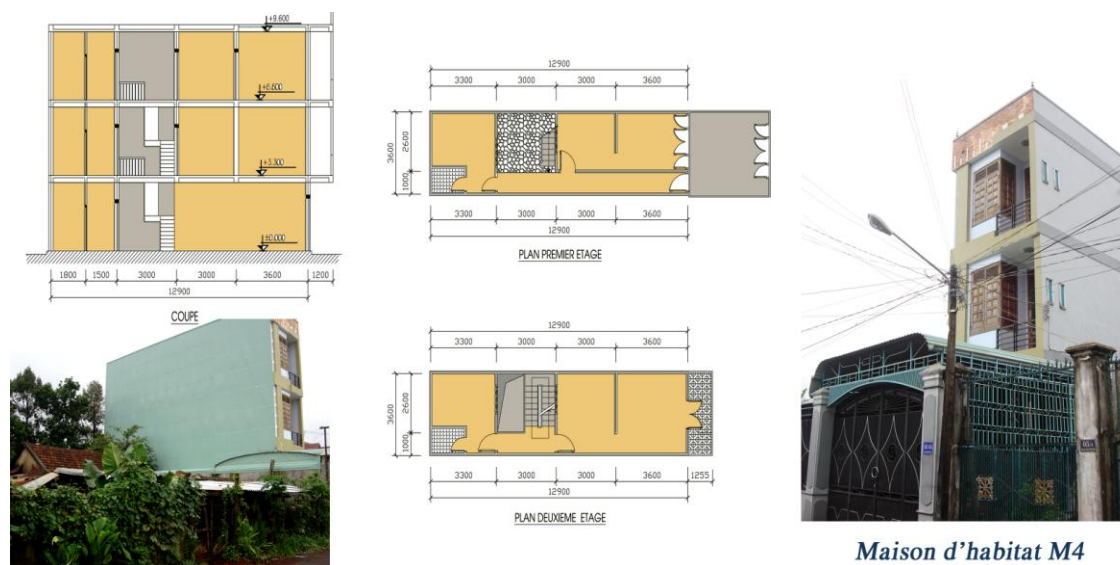 +9.600
+6.600
+3.300
±0.000
1800 1500 3000 3000 3600 1200
12900
COUPE
12900
3300 3000 3000 3600
3600
2600
1000
3300 3000 3000 3600
12900
PLAN PREMIER ETAGE
12900
3300 3000 3000 3600
3600
2600
1000
3300 3000 3000 3600 1255
12900
PLAN DEUXIEME ETAGE
Maison d'habitat M4